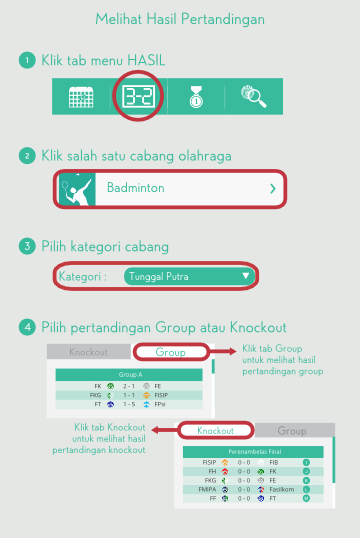 Melihat Hasil Pertandingan
1 Klik tab menu HASIL
3-2
1
2 Klik salah satu cabang olahraga
Badminton
3 Pilih kategori cabang
Kategori : Tunggal Putra
4 Pilih pertandingan Group atau Knockout
Knockout Group
Klik tab Group
untuk melihat hasil
pertandingan group
Group A
FK 2 - 1 FE
FKG 1 - 1 FISIP
FT 1 - 5 FPsi
Klik tab Knockout
untuk melihat hasil
pertandingan knockout
Knockout Group
Perenambelas Final
FISIP 0 - 0 FIB
FH 0 - 0 FK
FKG 0 - 0 FE
FMIPA 0 - 0 Fasilkom
FF 0 - 0 FT